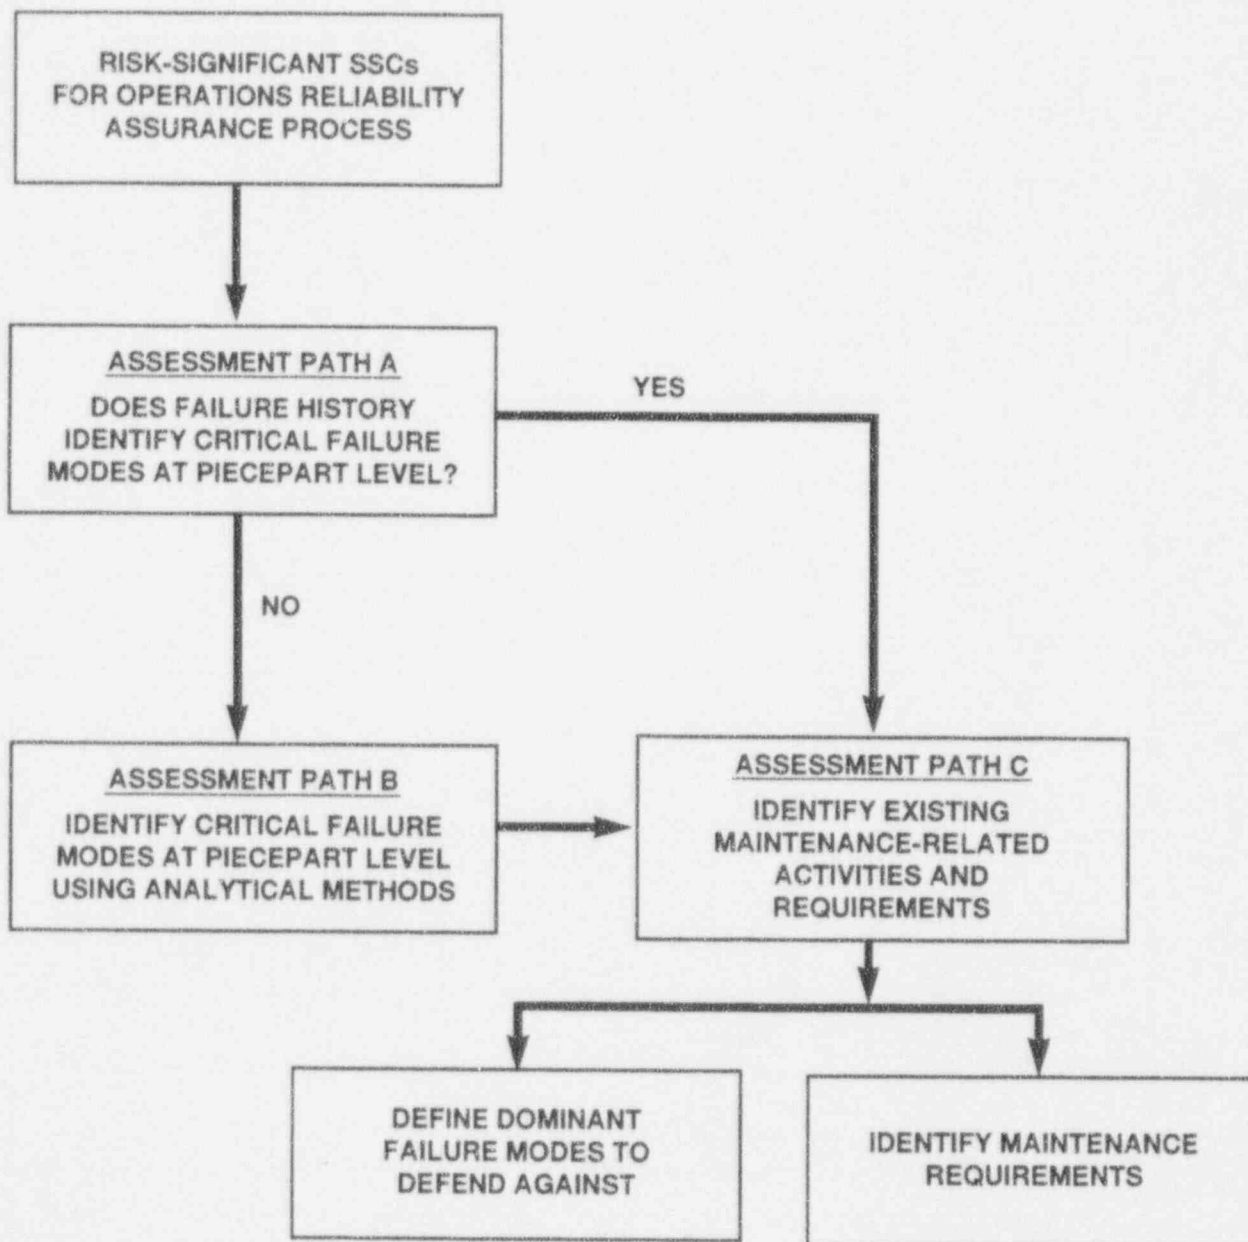 RISK-SIGNIFICANT SSCs
FOR OPERATIONS RELIABILITY
ASSURANCE PROCESS
ASSESSMENT PATH A
DOES FAILURE HISTORY
IDENTIFY CRITICAL FAILURE
MODES AT PIECEPART LEVEL?
YES
NO
ASSESSMENT PATH B
IDENTIFY CRITICAL FAILURE
MODES AT PIECEPART LEVEL
USING ANALYTICAL METHODS
ASSESSMENT PATH C
IDENTIFY EXISTING
MAINTENANCE-RELATED
ACTIVITIES AND
REQUIREMENTS
DEFINE DOMINANT
FAILURE MODES TO
DEFEND AGAINST
IDENTIFY MAINTENANCE
REQUIREMENTS